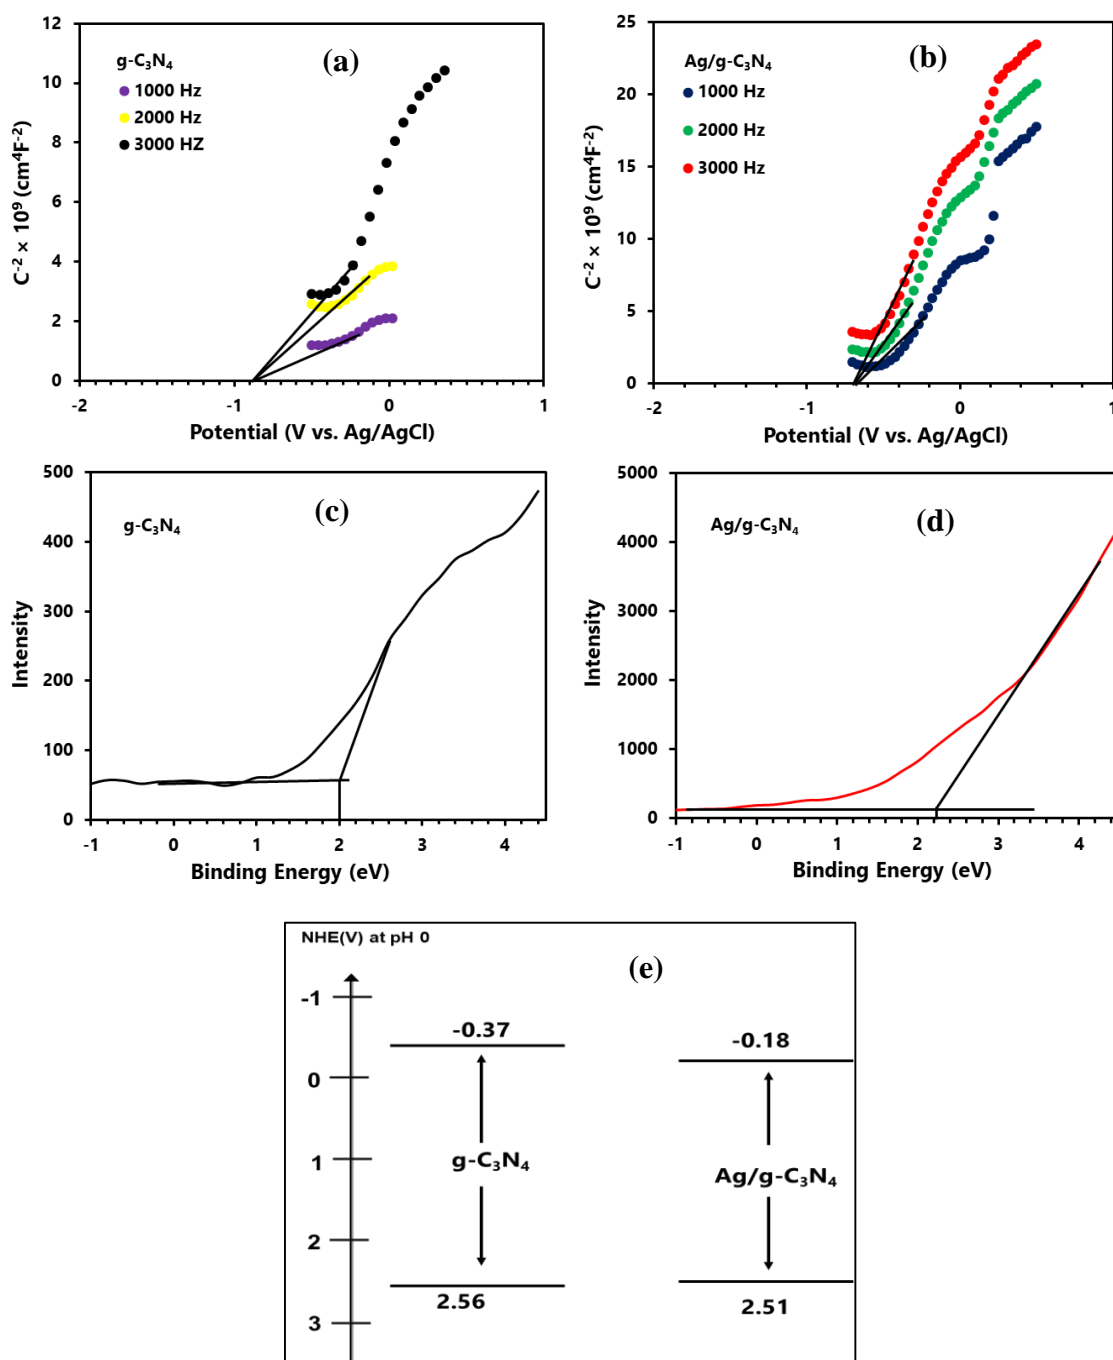 (a)
g-C₃N₄
1000 Hz
2000 Hz
3000 HZ
C⁻² × 10⁹ (cm⁴F⁻²)
12
10
8
6
4
2
0
-2
-1
0
1
Potential (V vs. Ag/AgCl)
(b)
Ag/g-C₃N₄
1000 Hz
2000 Hz
3000 Hz
C⁻² × 10⁹ (cm⁴F⁻²)
25
20
15
10
5
0
-2
-1
0
1
Potential (V vs. Ag/AgCl)
(c)
g-C₃N₄
Intensity
500
400
300
200
100
0
-1
0
1
2
3
4
Binding Energy (eV)
(d)
Ag/g-C₃N₄
Intensity
5000
4000
3000
2000
1000
0
-1
0
1
2
3
4
Binding Energy (eV)
NHE(V) at pH 0
(e)
-1
0
1
2
3
-0.37
g-C₃N₄
2.56
-0.18
Ag/g-C₃N₄
2.51